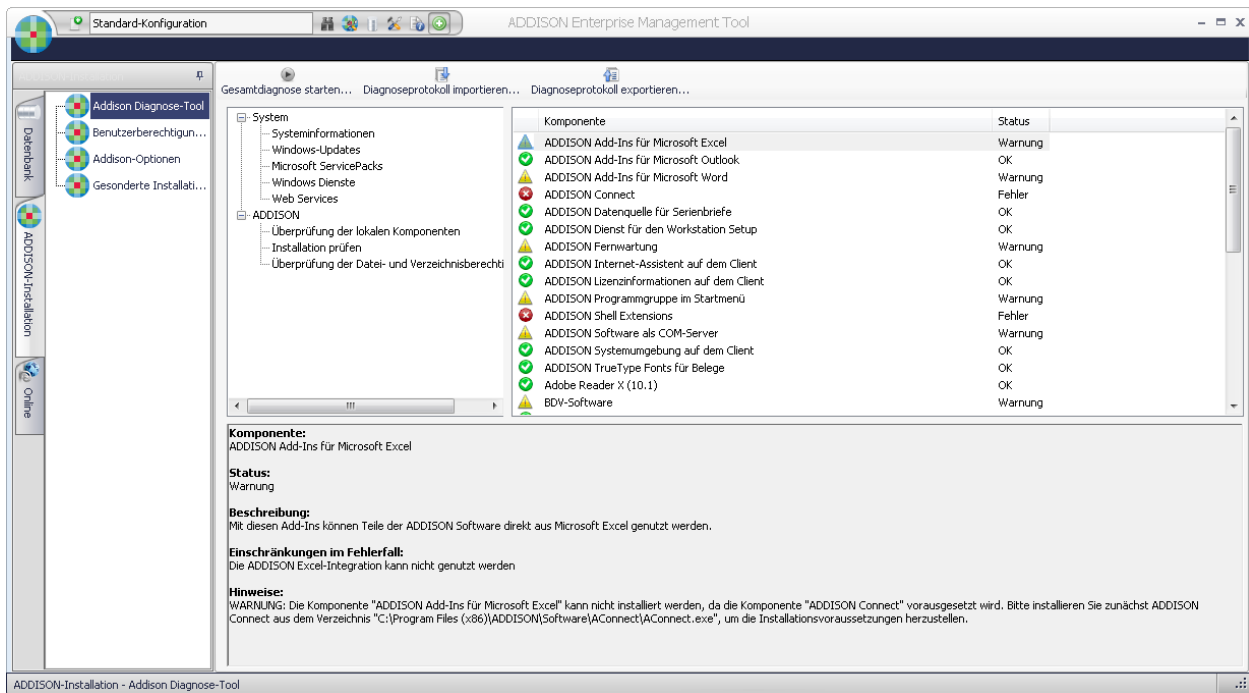 Standard-Konfiguration
ADDISON Enterprise Management Tool
Gesamtdiagnose starten... Diagnoseprotokoll importieren... Diagnoseprotokoll exportieren...
Datenbank
ADDISON-Installation
Online
Addison Diagnose-Tool
Benutzerberechtigun...
Addison-Optionen
Gesonderte Installati...
System
Systeminformationen
Windows-Updates
Microsoft ServicePacks
Windows Dienste
Web Services
ADDISON
Überprüfung der lokalen Komponenten
Installation prüfen
Überprüfung der Datei- und Verzeichnisberechti
Komponente Status
ADDISON Add-Ins für Microsoft Excel Warnung
ADDISON Add-Ins für Microsoft Outlook OK
ADDISON Add-Ins für Microsoft Word Warnung
ADDISON Connect Fehler
ADDISON Datenquelle für Serienbriefe OK
ADDISON Dienst für den Workstation Setup OK
ADDISON Fernwartung Warnung
ADDISON Internet-Assistent auf dem Client OK
ADDISON Lizenzinformationen auf dem Client OK
ADDISON Programmgruppe im Startmenü Warnung
ADDISON Shell Extensions Fehler
ADDISON Software als COM-Server Warnung
ADDISON Systemumgebung auf dem Client OK
ADDISON TrueType Fonts für Belege OK
Adobe Reader X (10.1) OK
BDV-Software Warnung
Komponente:
ADDISON Add-Ins für Microsoft Excel
Status:
Warnung
Beschreibung:
Mit diesen Add-Ins können Teile der ADDISON Software direkt aus Microsoft Excel genutzt werden.
Einschränkungen im Fehlerfall:
Die ADDISON Excel-Integration kann nicht genutzt werden
Hinweise:
WARNUNG: Die Komponente "ADDISON Add-Ins für Microsoft Excel" kann nicht installiert werden, da die Komponente "ADDISON Connect" vorausgesetzt wird. Bitte installieren Sie zunächst ADDISON
Connect aus dem Verzeichnis "C:\Program Files (x86)\ADDISON\Software\AConnect\AConnect.exe", um die Installationsvoraussetzungen herzustellen.
ADDISON-Installation - Addison Diagnose-Tool